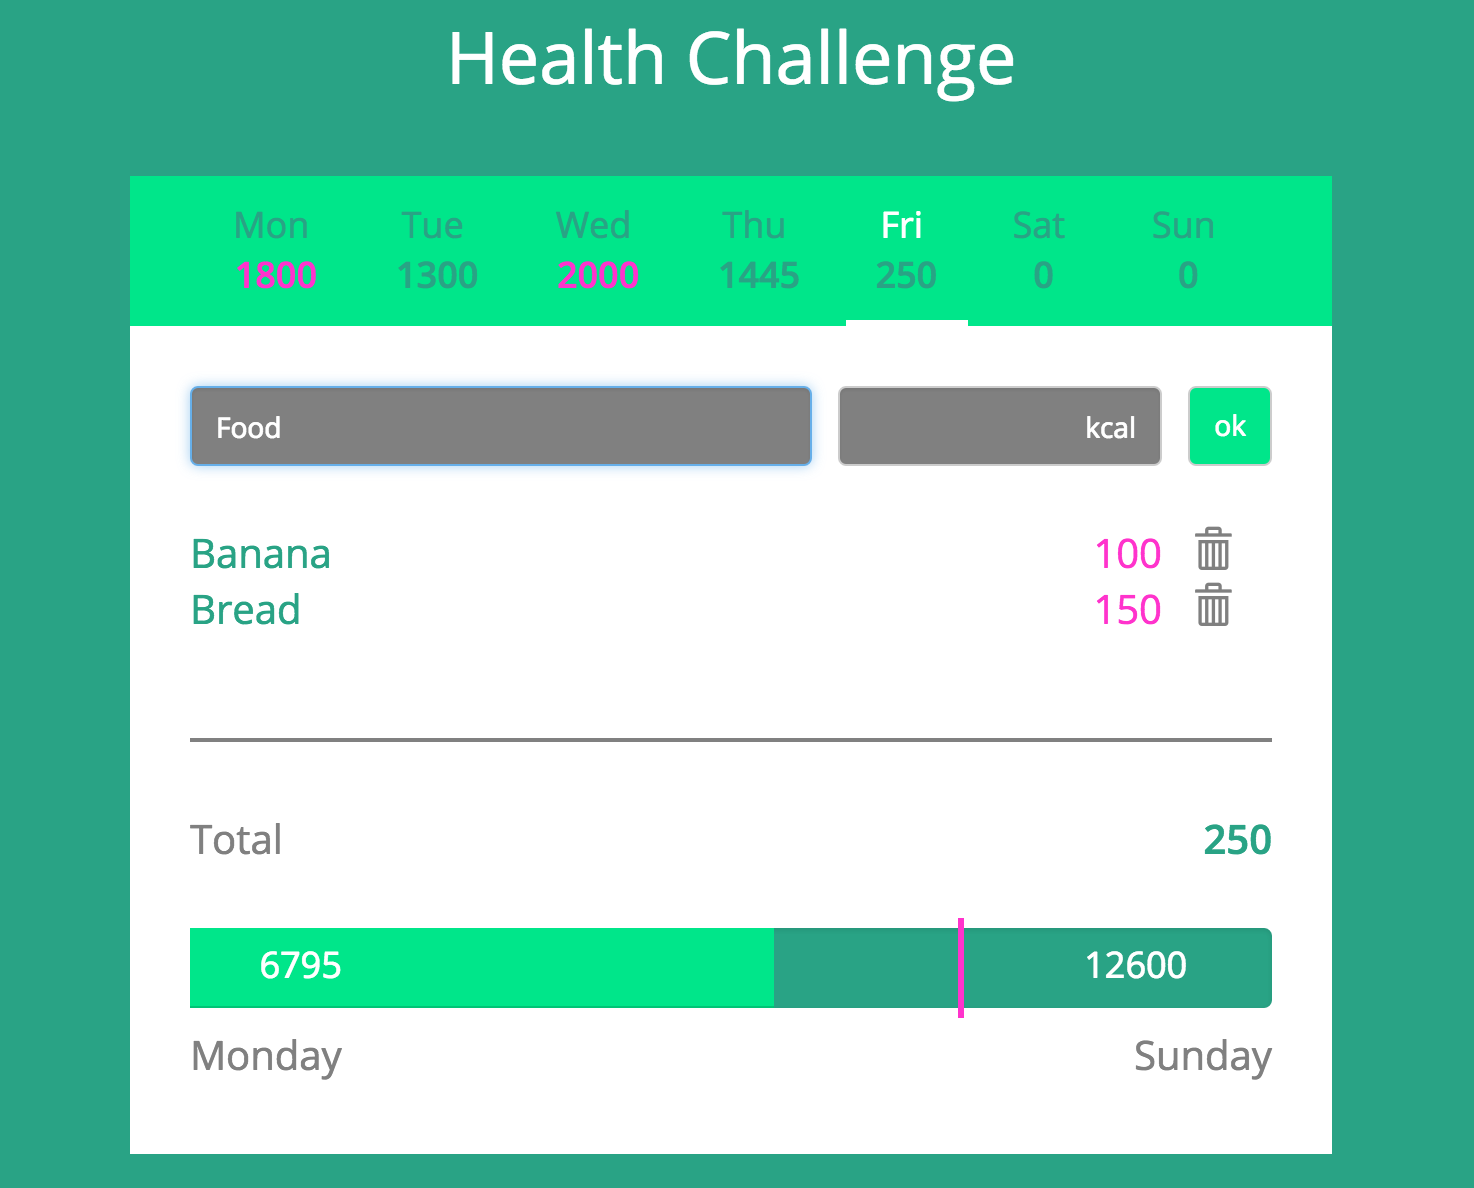 Health Challenge
Mon Tue Wed Thu Fri Sat Sun
1800 1300 2000 1445 250 0 0
Food kcal ok
Banana 100
Bread 150
Total 250
6795 12600
Monday Sunday